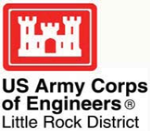 US Army Corps
of Engineers®
Little Rock District